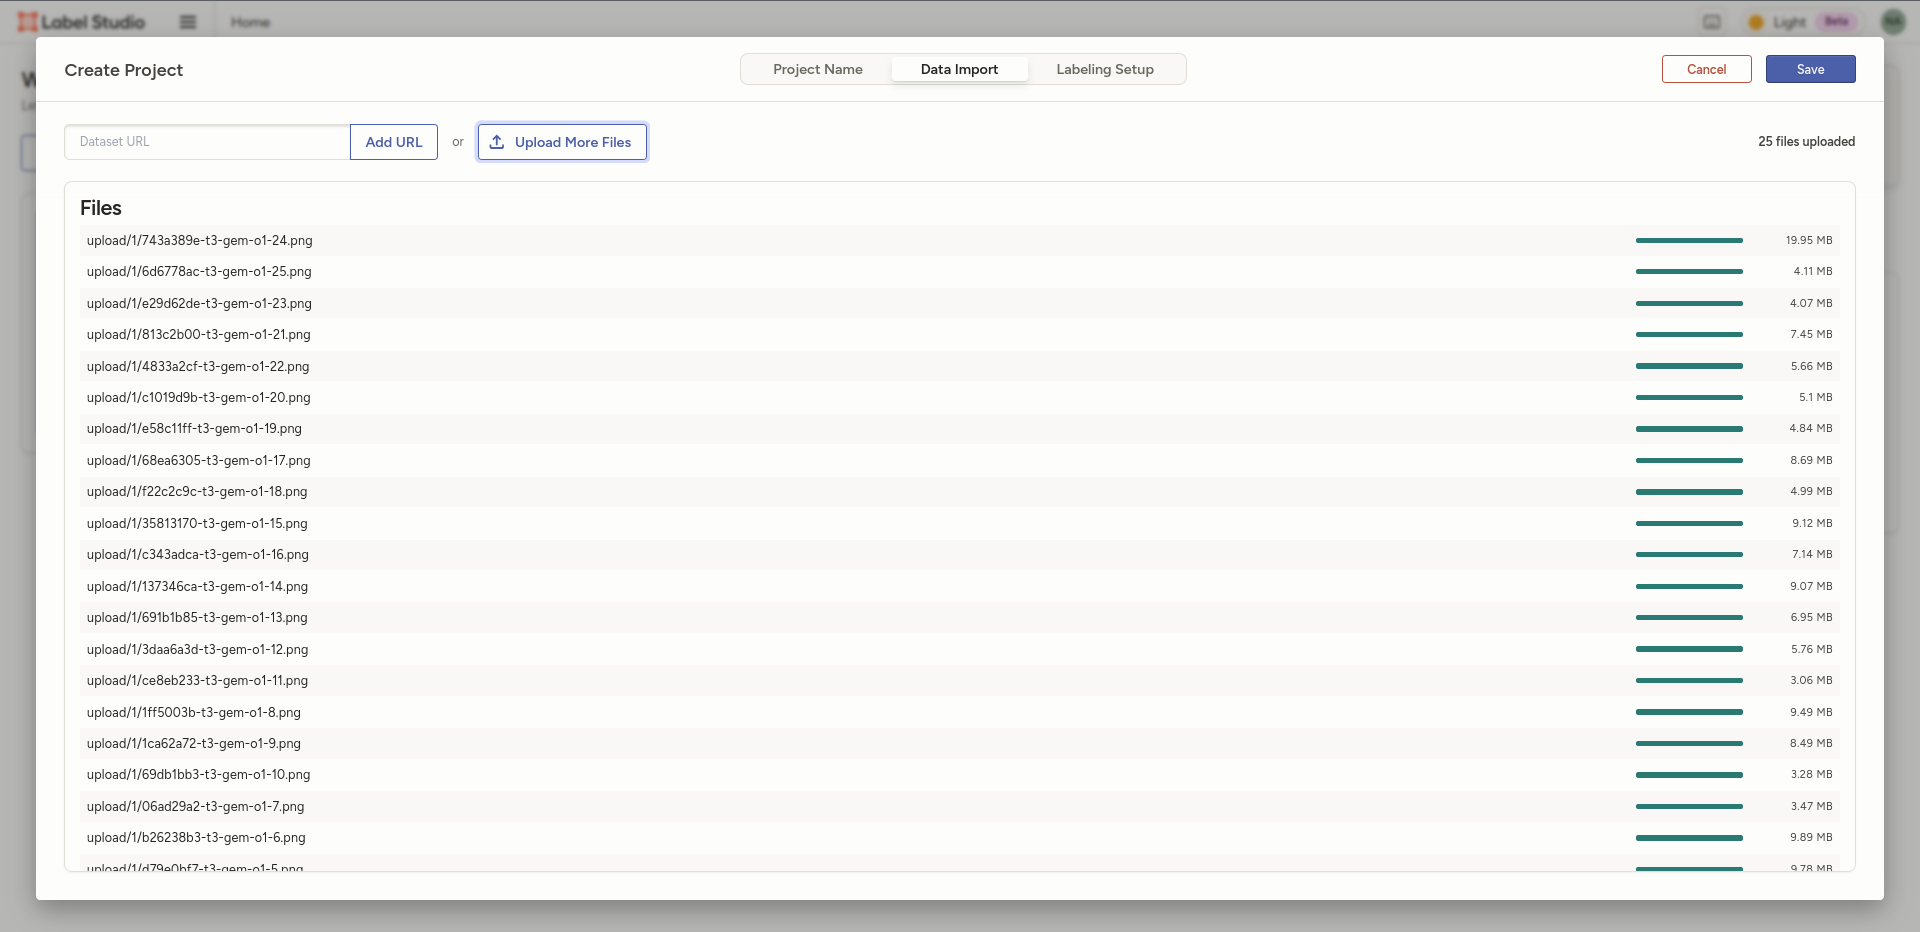 Label Studio
Home
Light Beta
Create Project
Project Name Data Import Labeling Setup
Cancel Save
Dataset URL Add URL or Upload More Files
25 files uploaded
Files
upload/1/743a389e-t3-gem-o1-24.png 19.95 MB
upload/1/6d6778ac-t3-gem-o1-25.png 4.11 MB
upload/1/e29d62de-t3-gem-o1-23.png 4.07 MB
upload/1/813c2b00-t3-gem-o1-21.png 7.45 MB
upload/1/4833a2cf-t3-gem-o1-22.png 5.66 MB
upload/1/c1019d9b-t3-gem-o1-20.png 5.1 MB
upload/1/e58c11ff-t3-gem-o1-19.png 4.84 MB
upload/1/68ea6305-t3-gem-o1-17.png 8.69 MB
upload/1/f22c2c9c-t3-gem-o1-18.png 4.99 MB
upload/1/35813170-t3-gem-o1-15.png 9.12 MB
upload/1/c343adca-t3-gem-o1-16.png 7.14 MB
upload/1/137346ca-t3-gem-o1-14.png 9.07 MB
upload/1/691b1b85-t3-gem-o1-13.png 6.95 MB
upload/1/3daa6a3d-t3-gem-o1-12.png 5.76 MB
upload/1/ce8eb233-t3-gem-o1-11.png 3.06 MB
upload/1/1ff5003b-t3-gem-o1-8.png 9.49 MB
upload/1/1ca62a72-t3-gem-o1-9.png 8.49 MB
upload/1/69db1bb3-t3-gem-o1-10.png 3.28 MB
upload/1/06ad29a2-t3-gem-o1-7.png 3.47 MB
upload/1/b26238b3-t3-gem-o1-6.png 9.89 MB
upload/1/d79e0bf7-t3-gem-o1-5.png 9.78 MB